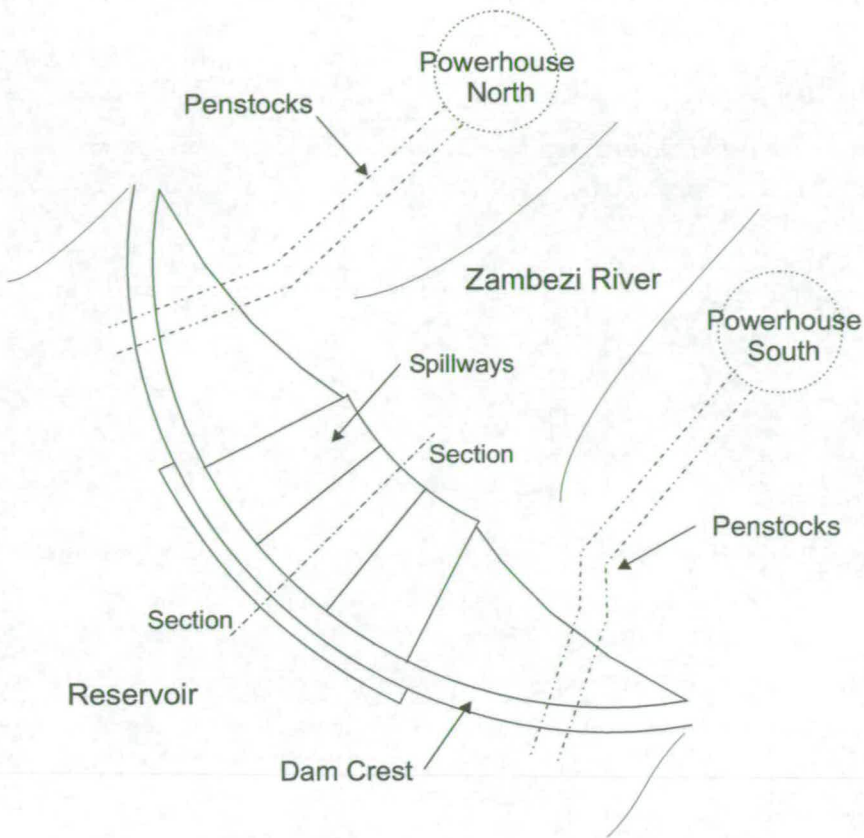 Powerhouse
North
Penstocks
Zambezi River
Powerhouse
South
Spillways
Section
Penstocks
Section
Reservoir
Dam Crest